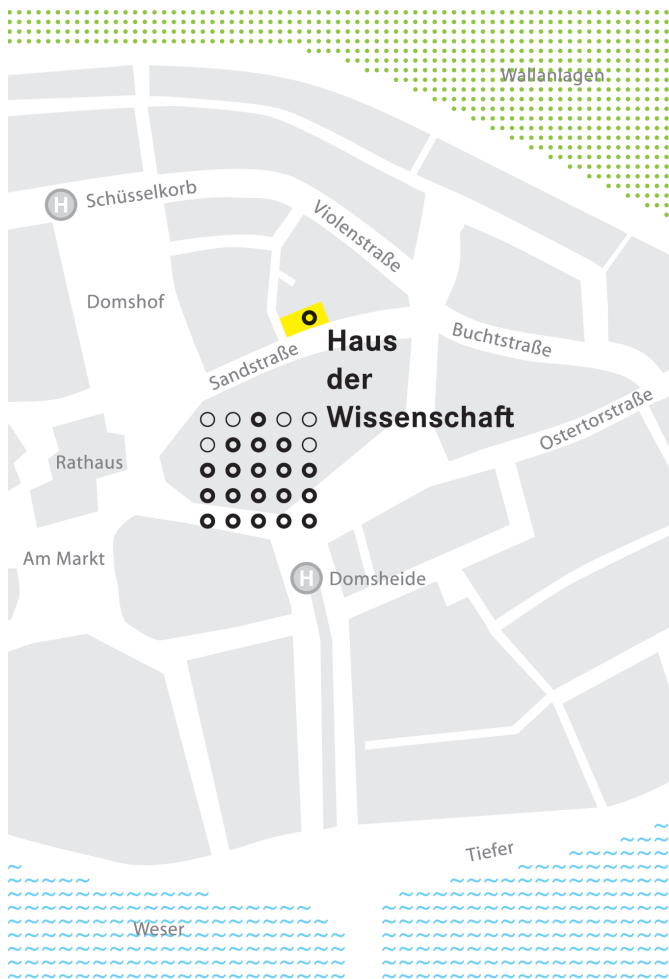 Wallanlagen
H Schüsselkorb
Violenstraße
Domshof
Haus
der
Wissenschaft
Buchtstraße
Sandstraße
Ostertorstraße
Rathaus
Am Markt
H Domsheide
Tiefer
Weser